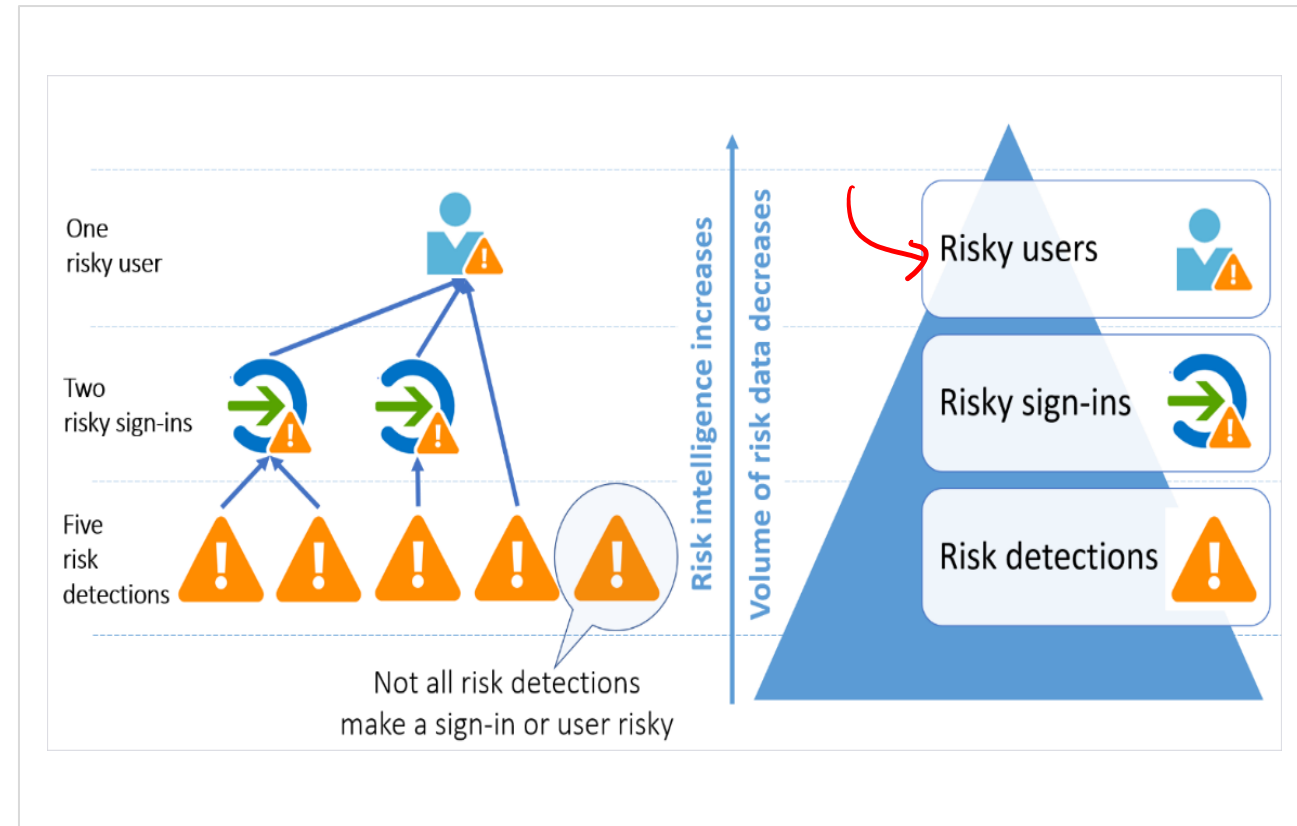 One
risky user
Two
risky sign-ins
Five
risk
detections
Not all risk detections
make a sign-in or user risky
Risk intelligence increases
Volume of risk data decreases
Risky users
Risky sign-ins
Risk detections